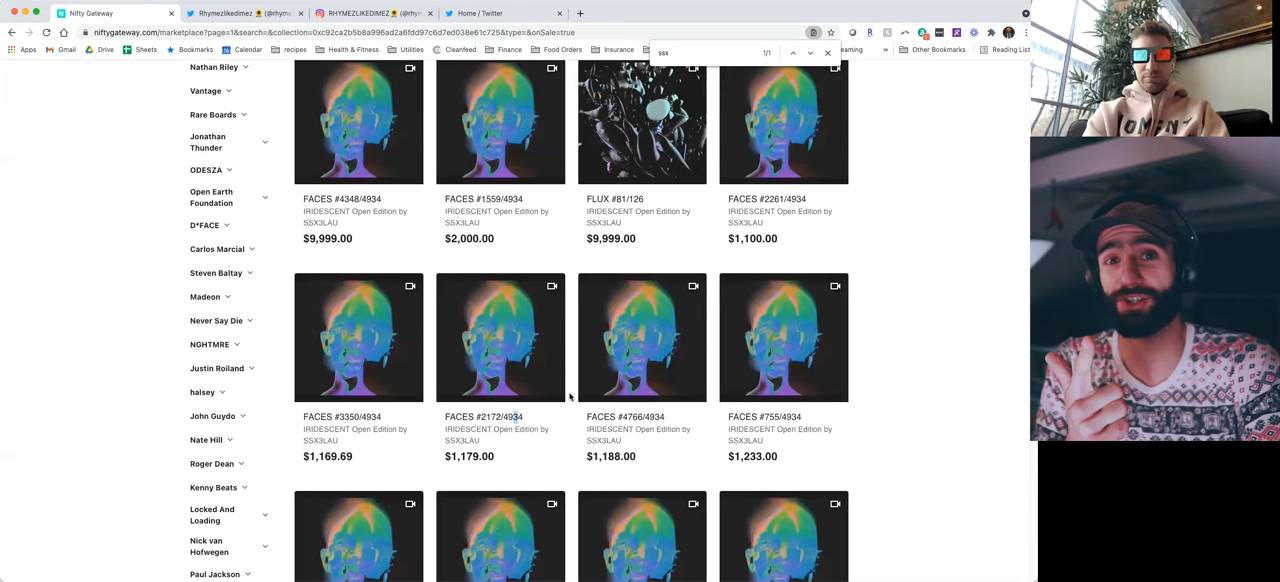 Nifty Gateway
Rhymezlikedimez 🌻 (@rhyme
RHYMEZLIKEDIMEZ 🌻 (@rhy
Home / Twitter
niftygateway.com/marketplace?page=1&search=&collection=0xc92ca2b5b8a996ad2a6fdd97c6d7ed038e61c725&type=&onSale=true
Apps
Gmail
Drive
Sheets
Bookmarks
Calendar
recipes
Health & Fitness
Utilities
Cleanfeed
Finance
Food Orders
Insurance
earning
»
Other Bookmarks
Reading List
ssx
1/1
Nathan Riley
Vantage
Rare Boards
Jonathan
Thunder
ODESZA
Open Earth
Foundation
D*FACE
Carlos Marcial
Steven Baltay
Madeon
Never Say Die
NGHTMRE
Justin Roiland
halsey
John Guydo
Nate Hill
Roger Dean
Kenny Beats
Locked And
Loading
Nick van
Hofwegen
Paul Jackson
FACES #4348/4934
IRIDESCENT Open Edition by
SSX3LAU
$9,999.00
FACES #1559/4934
IRIDESCENT Open Edition by
SSX3LAU
$2,000.00
FLUX #81/126
IRIDESCENT Open Edition by
SSX3LAU
$9,999.00
FACES #2261/4934
IRIDESCENT Open Edition by
SSX3LAU
$1,100.00
FACES #3350/4934
IRIDESCENT Open Edition by
SSX3LAU
$1,169.69
FACES #2172/4934
IRIDESCENT Open Edition by
SSX3LAU
$1,179.00
FACES #4766/4934
IRIDESCENT Open Edition by
SSX3LAU
$1,188.00
FACES #755/4934
IRIDESCENT Open Edition by
SSX3LAU
$1,233.00